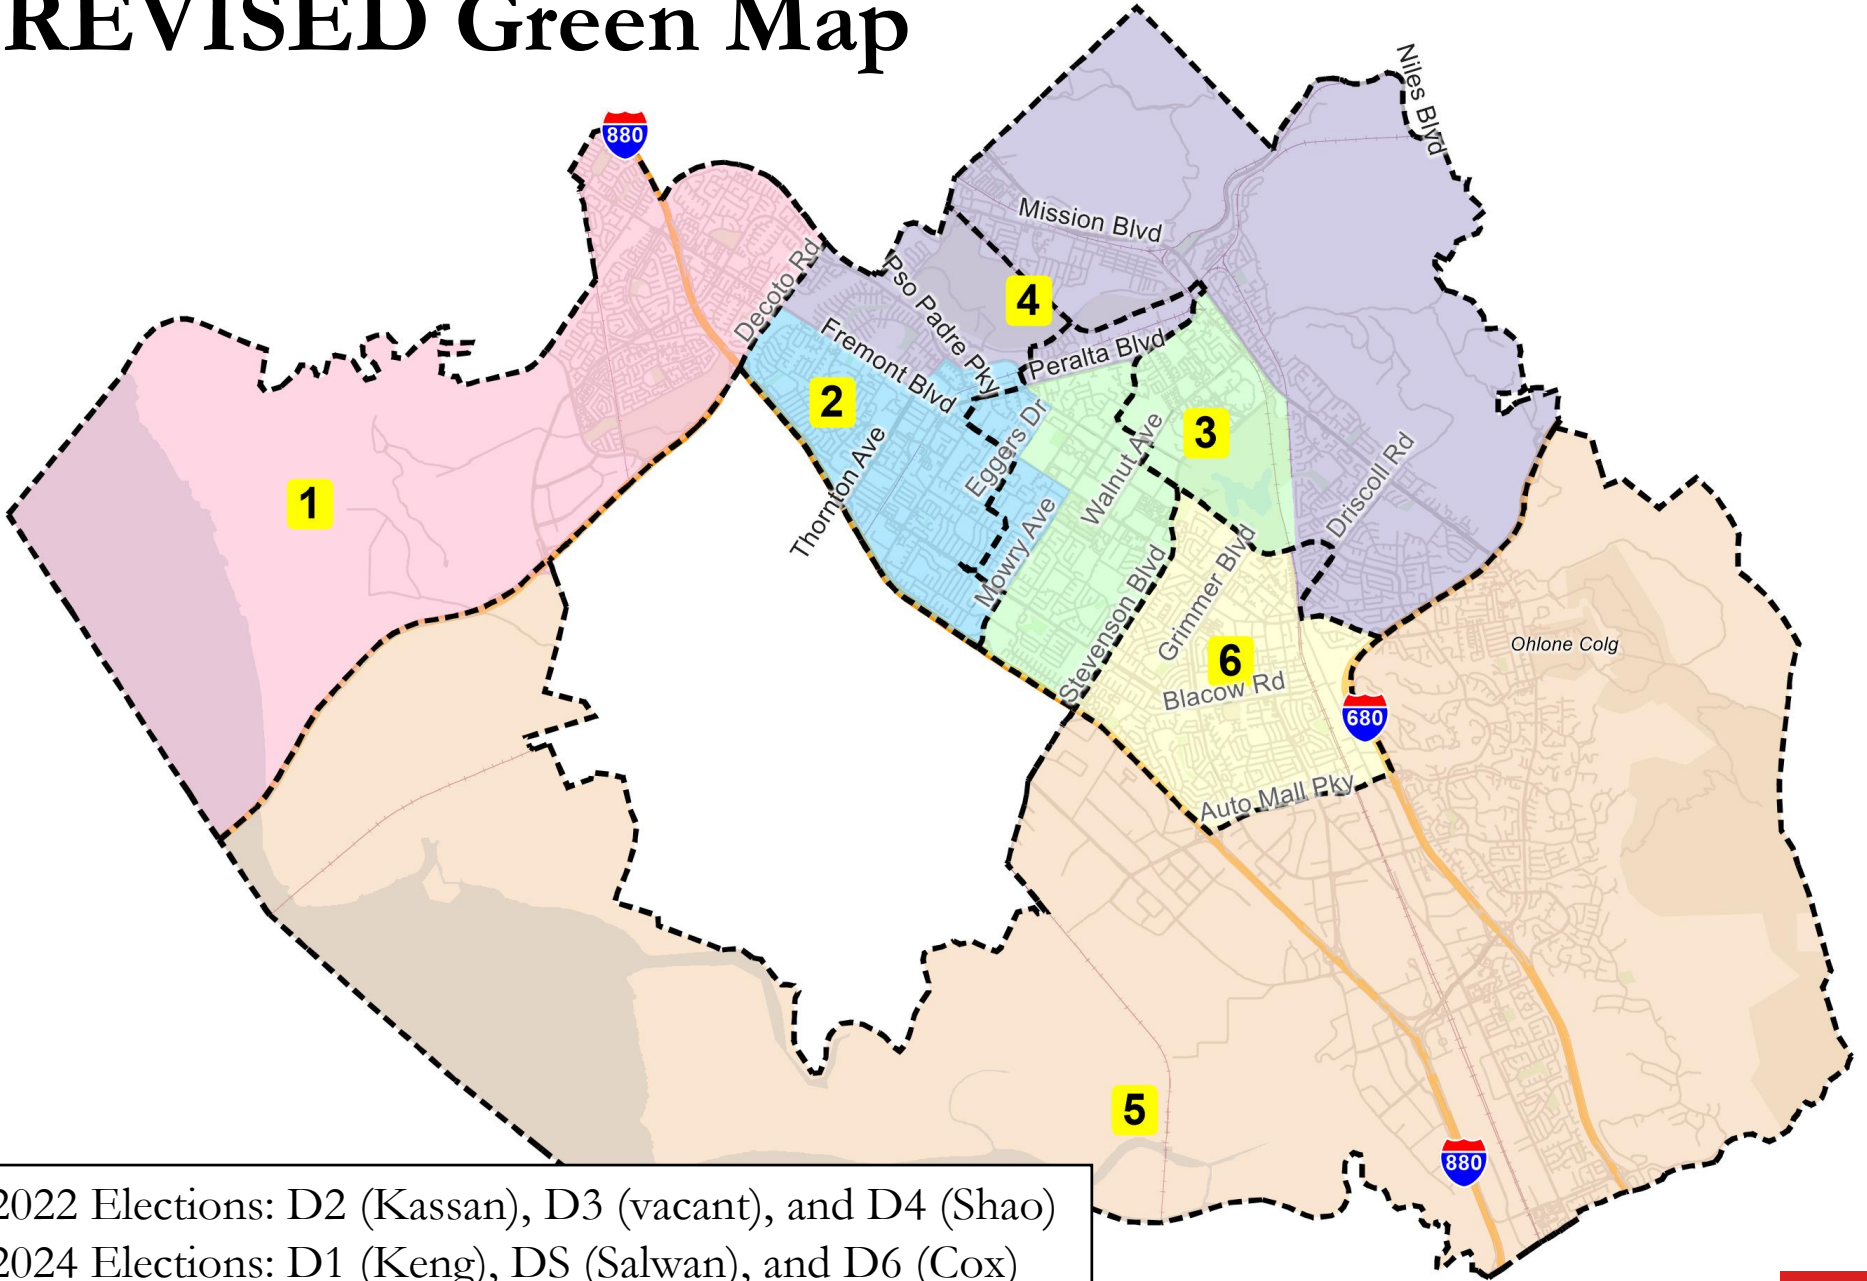 REVISED Green Map
Niles Blvd
880
Mission Blvd
Decoto Rd
Pso Padre Pky
4
Fremont Blvd
Peralta Blvd
2
Eggers Dr
3
Thornton Ave
Walnut Ave
Driscoll Rd
1
Mowry Ave
Grimmer Blvd
Stevenson Blvd
Ohlone Colg
6
Blacow Rd
680
Auto Mall Pky
5
880
2022 Elections: D2 (Kassan), D3 (vacant), and D4 (Shao)
2024 Elections: D1 (Keng), DS (Salwan), and D6 (Cox)